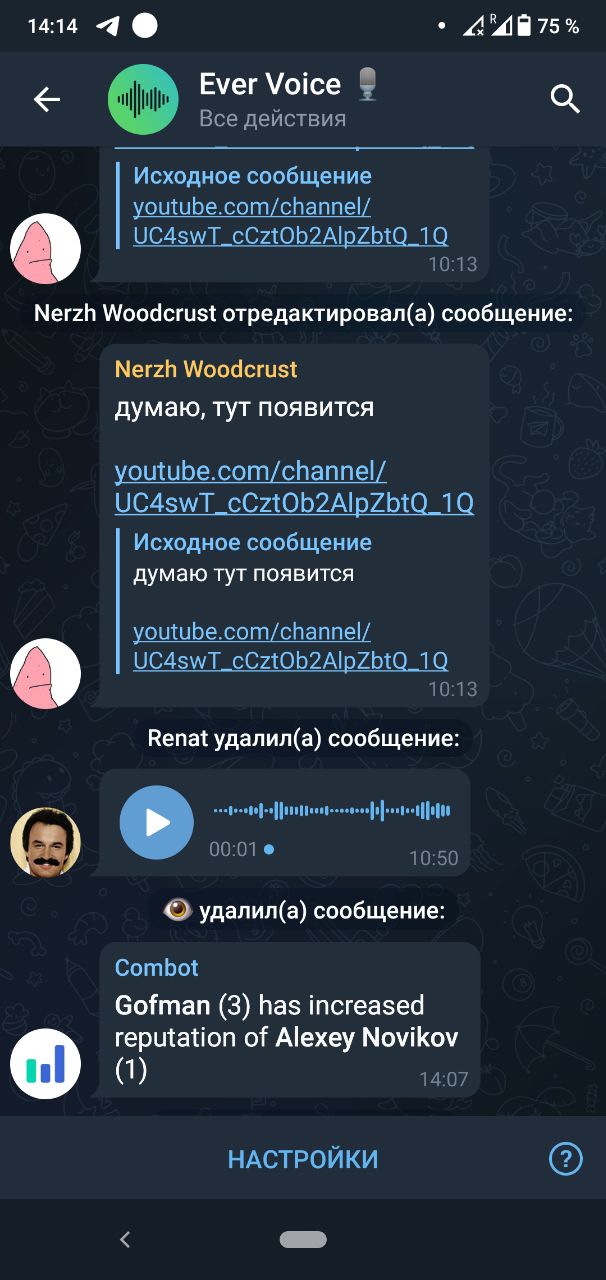 14:14
R
75 %
Ever Voice
Все действия
Исходное сообщение
youtube.com/channel/
UC4swT_cCztOb2AlpZbtQ_1Q
10:13
Nerzh Woodcrust отредактировал(а) сообщение:
Nerzh Woodcrust
думаю, тут появится
youtube.com/channel/
UC4swT_cCztOb2AlpZbtQ_1Q
Исходное сообщение
думаю тут появится
youtube.com/channel/
UC4swT_cCztOb2AlpZbtQ_1Q
10:13
Renat удалил(а) сообщение:
00:01
10:50
удалил(а) сообщение:
Combot
Gofman (3) has increased
reputation of Alexey Novikov
(1)
14:07
НАСТРОЙКИ
?